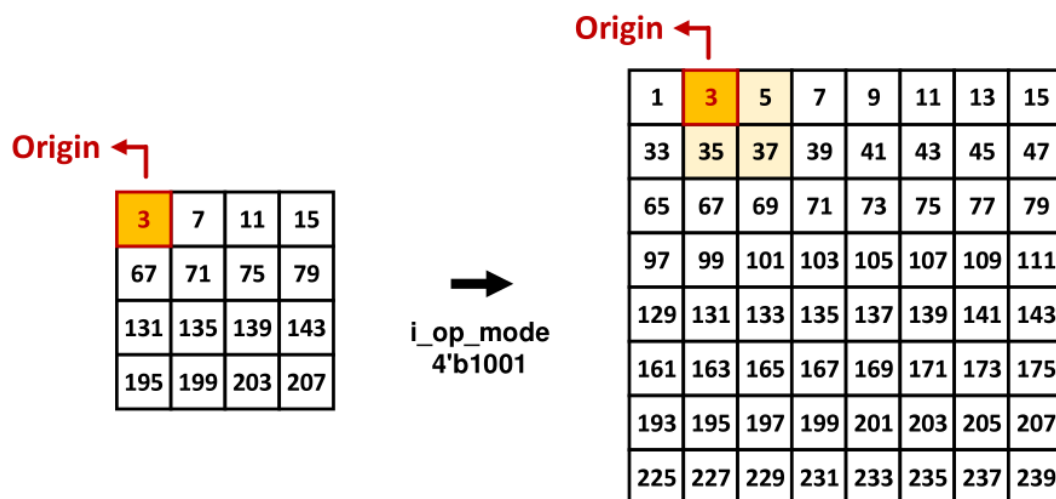 Origin
3 7 11 15
67 71 75 79
131 135 139 143
195 199 203 207
i_op_mode
4'b1001
Origin
1 3 5 7 9 11 13 15
33 35 37 39 41 43 45 47
65 67 69 71 73 75 77 79
97 99 101 103 105 107 109 111
129 131 133 135 137 139 141 143
161 163 165 167 169 171 173 175
193 195 197 199 201 203 205 207
225 227 229 231 233 235 237 239